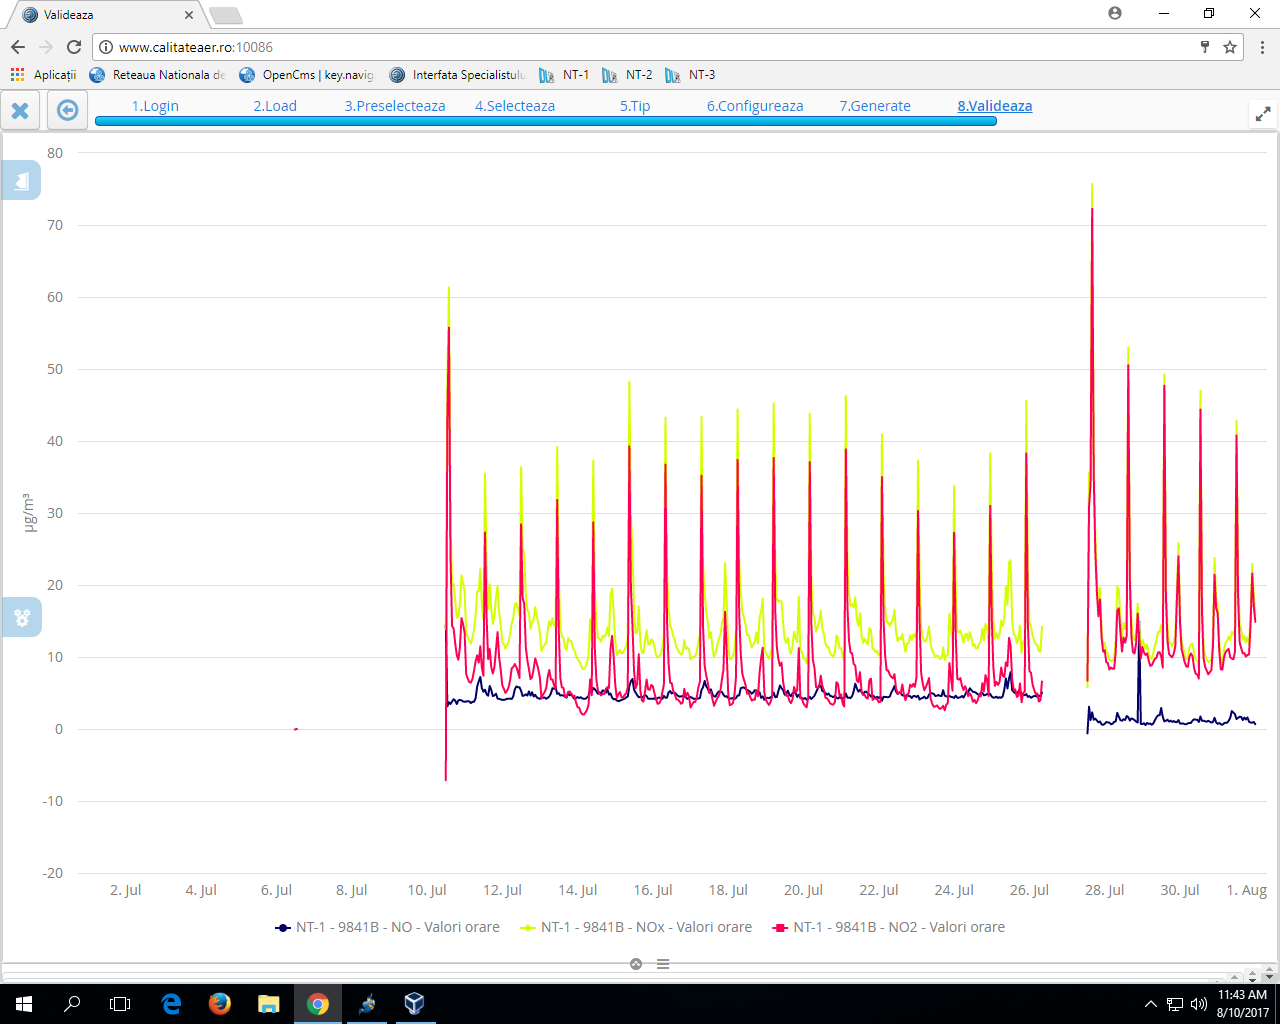 Valideaza
www.calitateaer.ro:10086
Aplicații
Reteaua Nationala de
OpenCms | key.navig
Interfata Specialistulu
NT-1
NT-2
NT-3
1.Login
2.Load
3.Preselecteaza
4.Selecteaza
5.Tip
6.Configureaza
7.Generate
8.Valideaza
80
70
60
50
40
30
20
10
0
-10
-20
µg/m³
2. Jul
4. Jul
6. Jul
8. Jul
10. Jul
12. Jul
14. Jul
16. Jul
18. Jul
20. Jul
22. Jul
24. Jul
26. Jul
28. Jul
30. Jul
1. Aug
NT-1 - 9841B - NO - Valori orare
NT-1 - 9841B - NOx - Valori orare
NT-1 - 9841B - NO2 - Valori orare
11:43 AM
8/10/2017